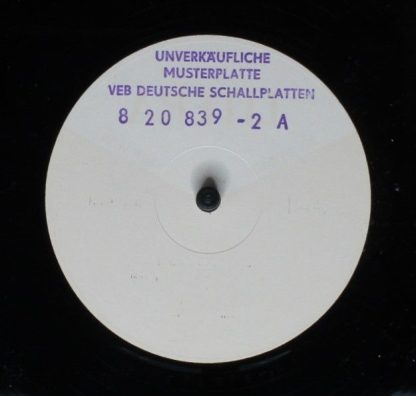 UNVERKÄUFLICHE
MUSTERPLATTE
VEB DEUTSCHE SCHALLPLATTEN
8 20 839 -2 A